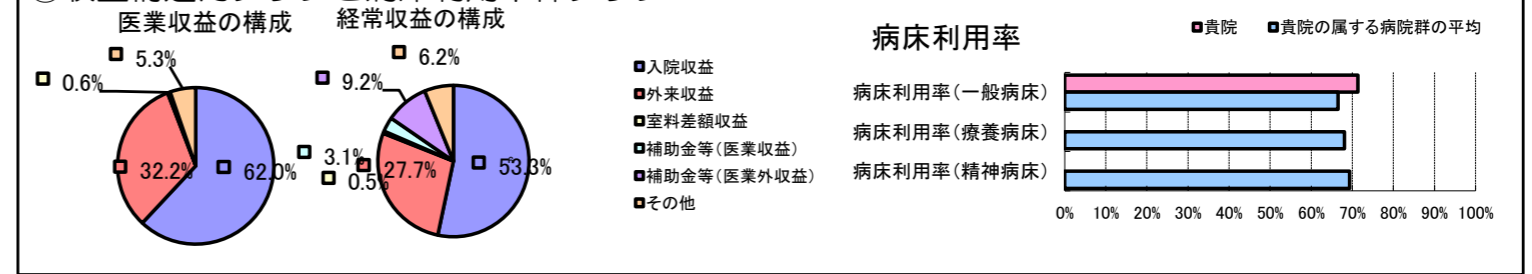 医業収益の構成
5.3%
0.6%
32.2%
62.0%
経常収益の構成
6.2%
9.2%
3.1%
0.5%
27.7%
53.3%
入院収益
外来収益
室料差額収益
補助金等(医業収益)
補助金等(医業外収益)
その他
病床利用率
貴院 貴院の属する病院群の平均
病床利用率(一般病床)
病床利用率(療養病床)
病床利用率(精神病床)
0% 10% 20% 30% 40% 50% 60% 70% 80% 90% 100%